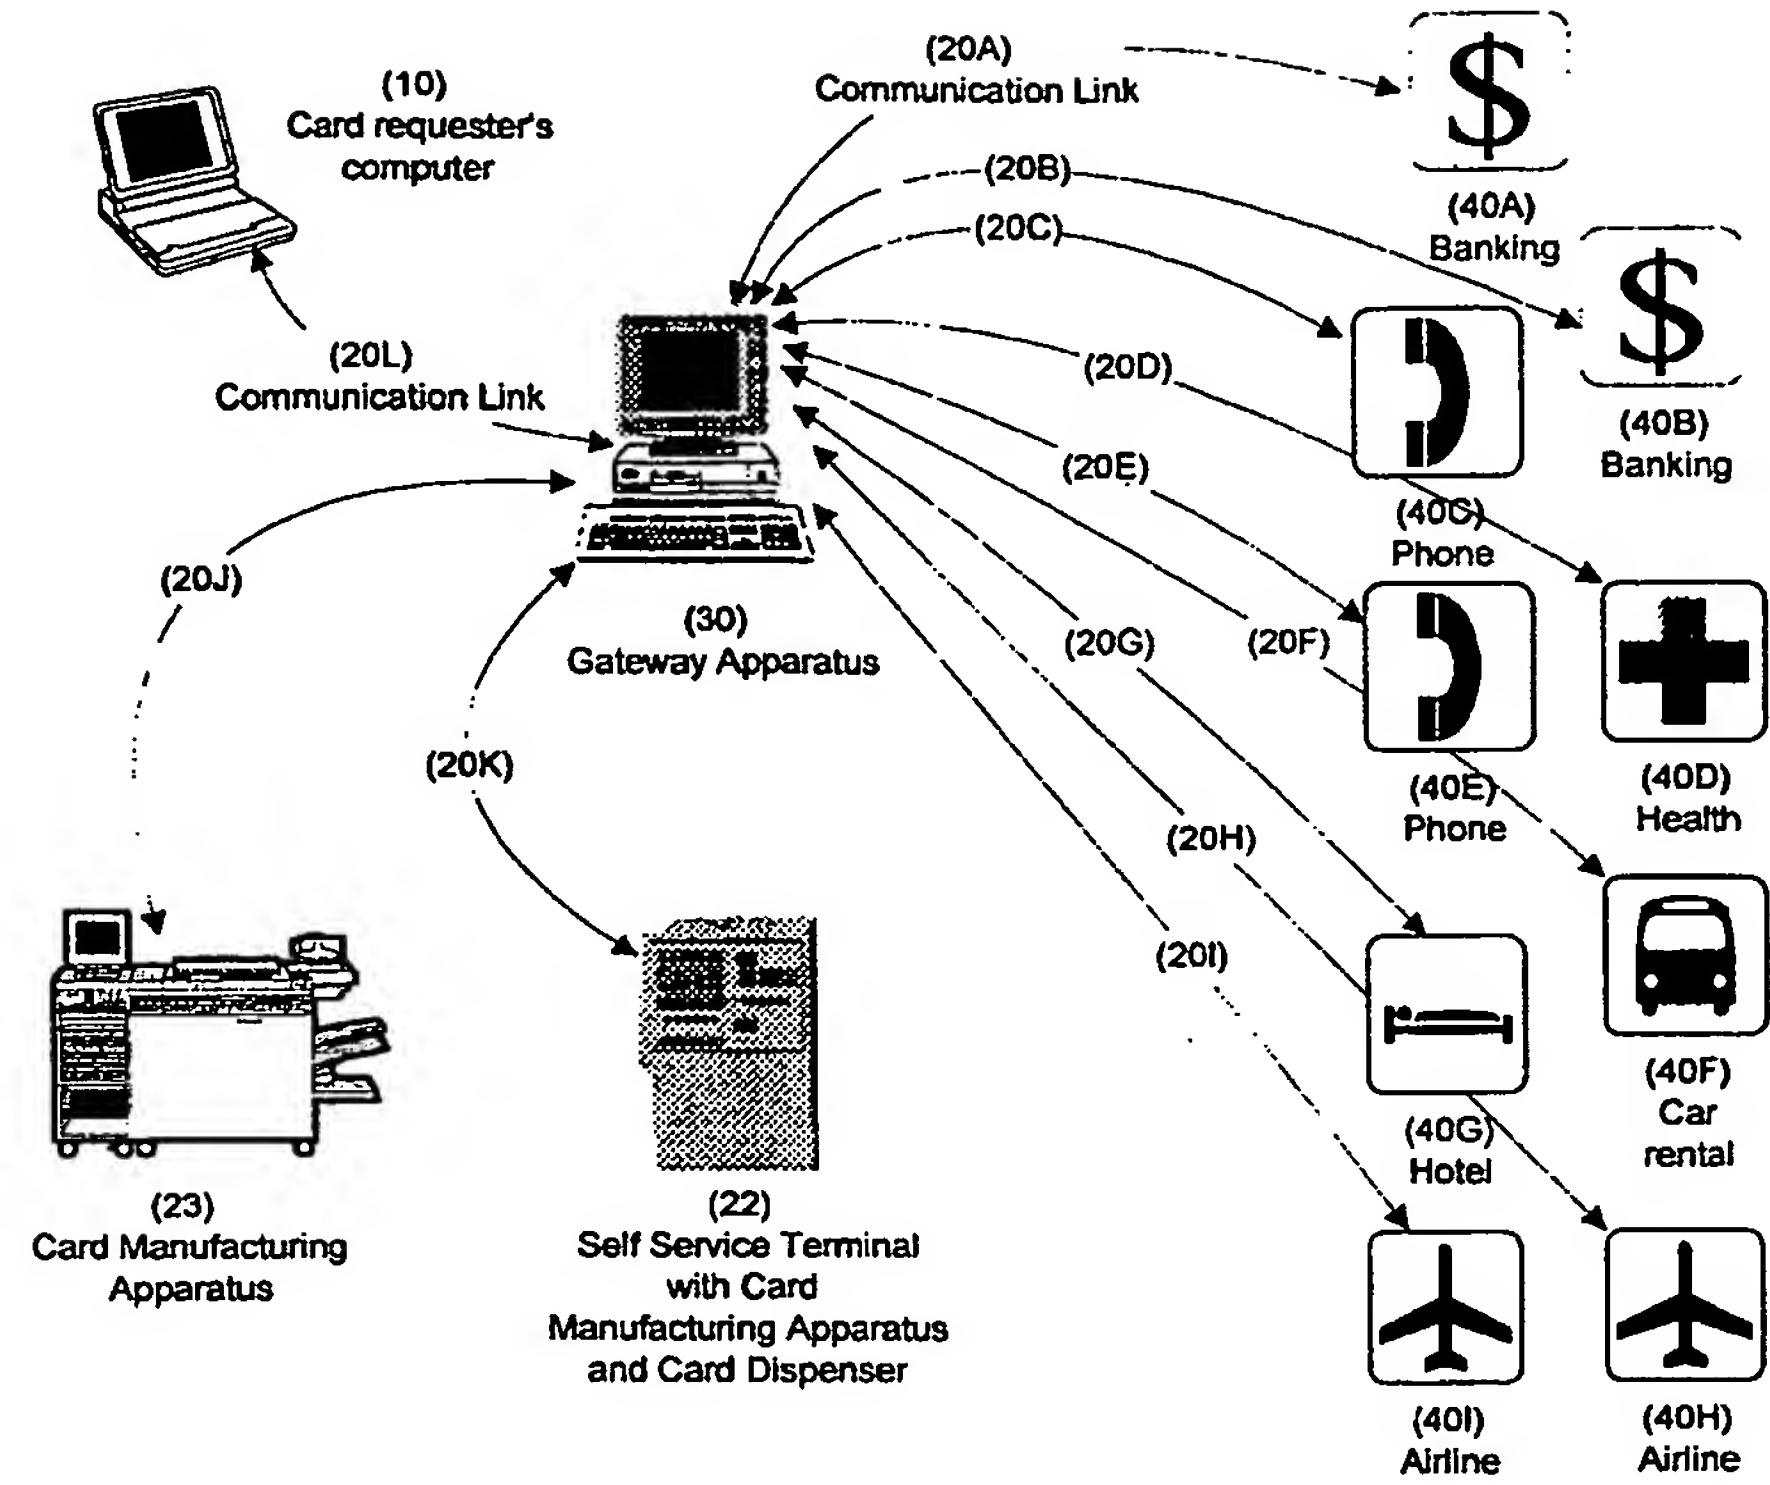 (10)
Card requester's
computer
(20A)
Communication Link
(20B)
(20C)
$
(40A)
Banking
$
(40B)
Banking
(20L)
Communication Link
(20D)
(20E)
(40C)
Phone
(20J)
(30)
Gateway Apparatus
(20G)
(20F)
(20K)
(40E)
Phone
(40D)
Health
(20H)
(20I)
(40G)
Hotel
(40F)
Car
rental
(23)
Card Manufacturing
Apparatus
(22)
Self Service Terminal
with Card
Manufacturing Apparatus
and Card Dispenser
(40I)
Airline
(40H)
Airline